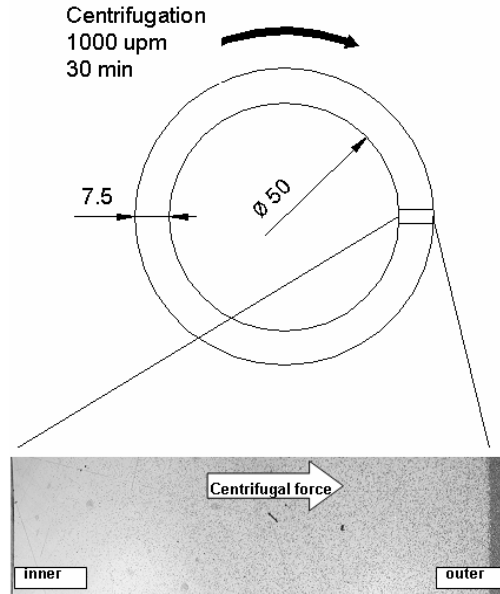 Centrifugation
1000 upm
30 min
7.5
Ø 50
Centrifugal force
inner
outer